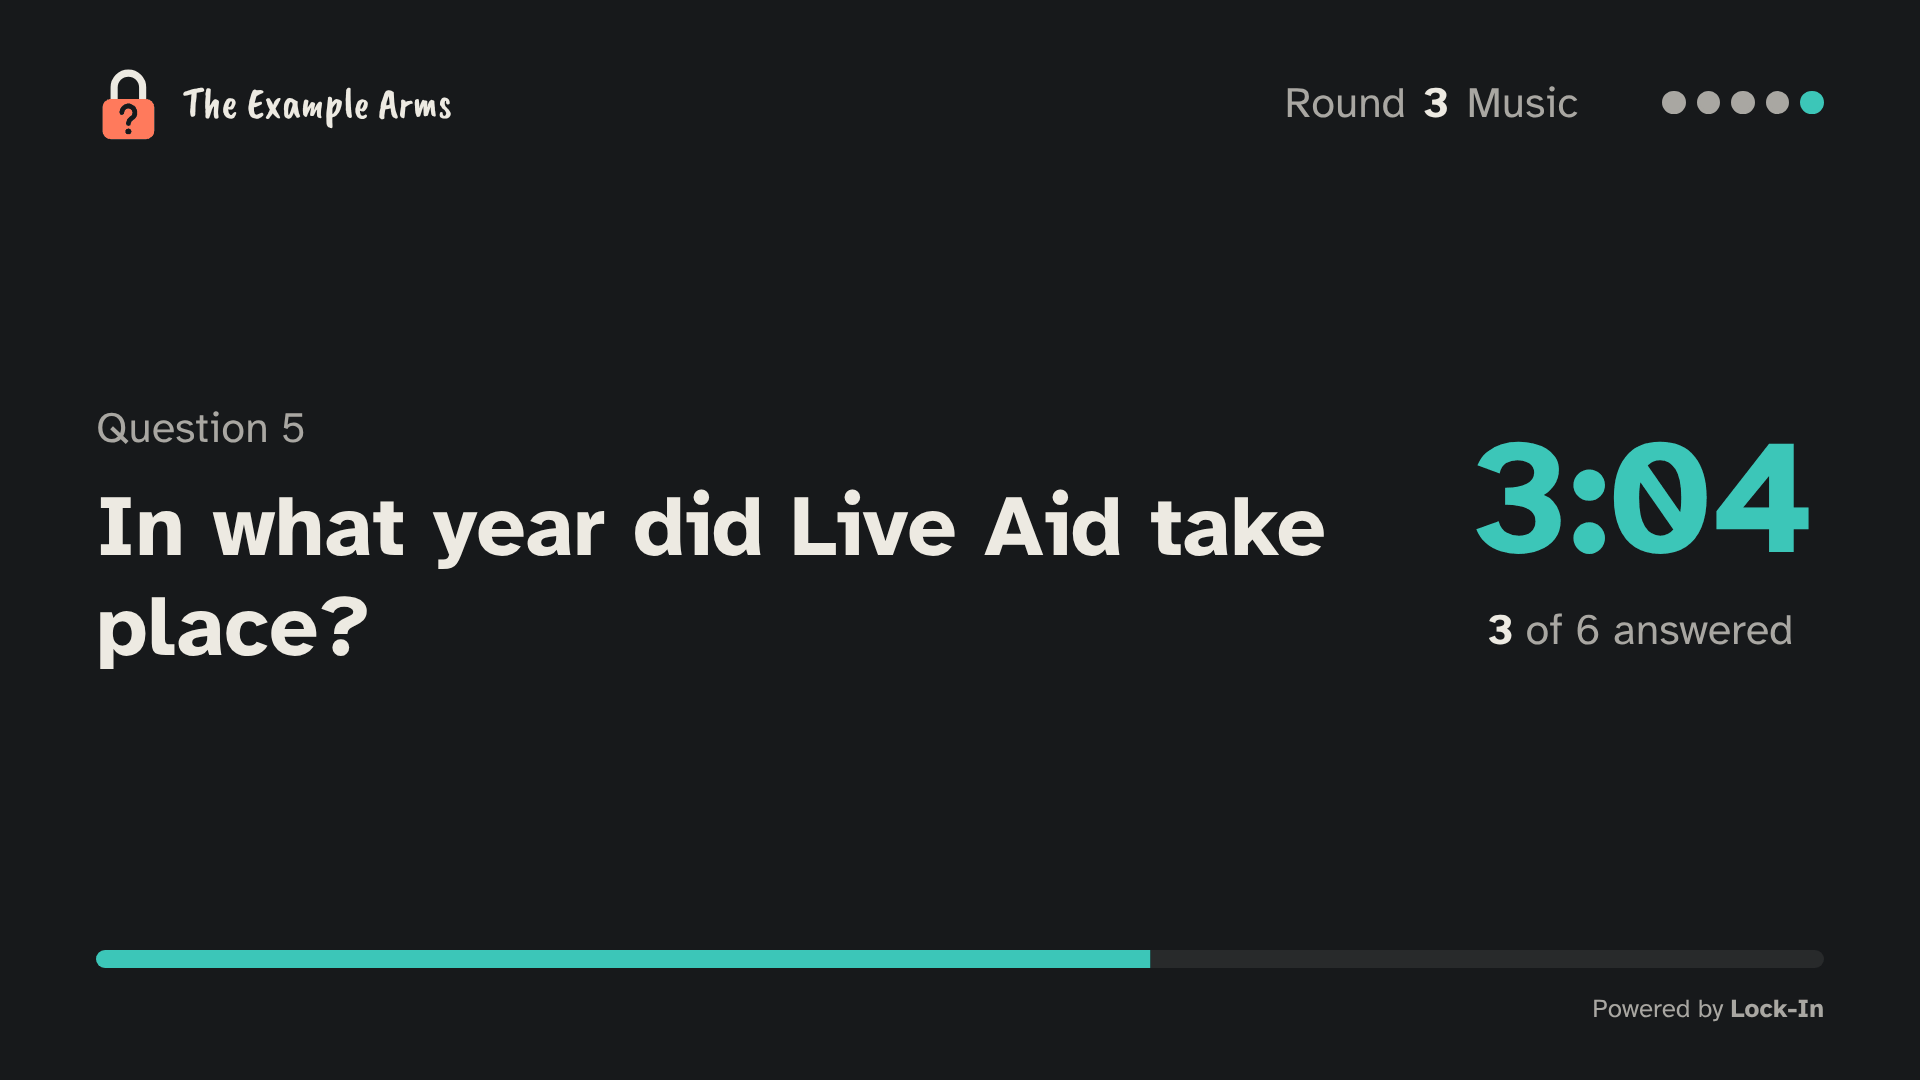 The Example Arms
Round 3 Music
Question 5
In what year did Live Aid take
place?
3:04
3 of 6 answered
Powered by Lock-In